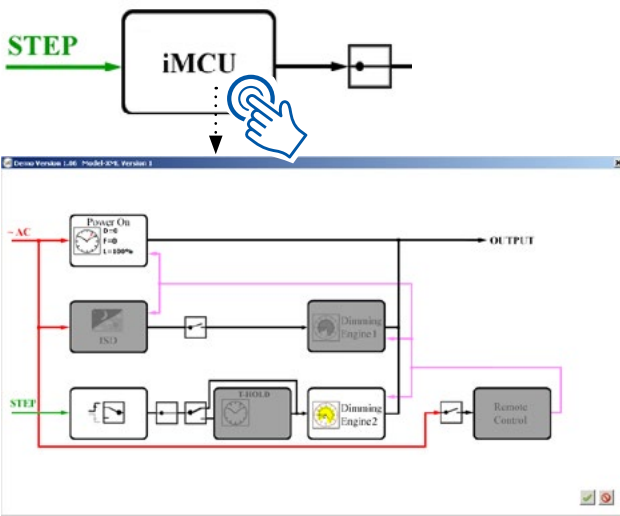 STEP
iMCU
Demo Version 1.06 Model-XML Version 1
Power On
D=0
F=0
L=100%
~ AC
OUTPUT
ISD
Dimming
Engine1
T-HOLD
STEP
Dimming
Engine2
Remote
Control